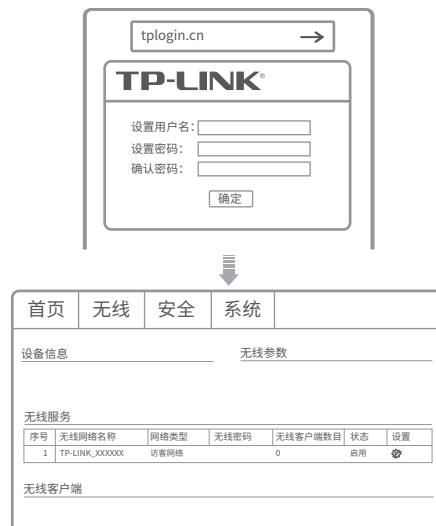 tplogin.cn
TP-LINK®
设置用户名：
设置密码：
确认密码：
确定
首页 无线 安全 系统
设备信息 无线参数
无线服务
序号 无线网络名称 网络类型 无线密码 无线客户端数目 状态 设置
1 TP-LINK_XXXXXX 访客网络 0 启用
无线客户端